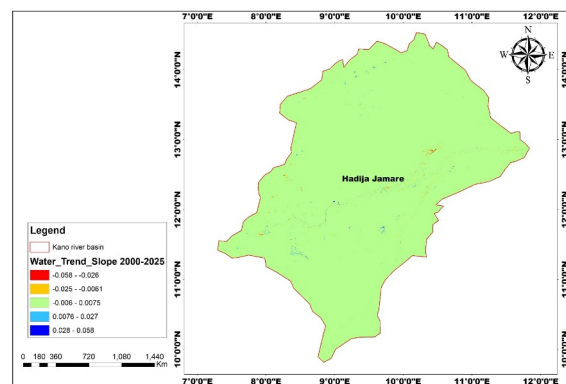 7°0'0"E 8°0'0"E 9°0'0"E 10°0'0"E 11°0'0"E 12°0'0"E
N
W E
S
14°0'0"N 14°0'0"N
13°0'0"N 13°0'0"N
Hadija Jamare
12°0'0"N 12°0'0"N
Legend
Kano river basin
Water_Trend_Slope 2000-2025
-0.058 - -0.026
-0.025 - -0.0061
-0.006 - 0.0075
0.0076 - 0.027
0.028 - 0.058
11°0'0"N 11°0'0"N
10°0'0"N 10°0'0"N
0 180 360 720 1,080 1,440
Km
7°0'0"E 8°0'0"E 9°0'0"E 10°0'0"E 11°0'0"E 12°0'0"E